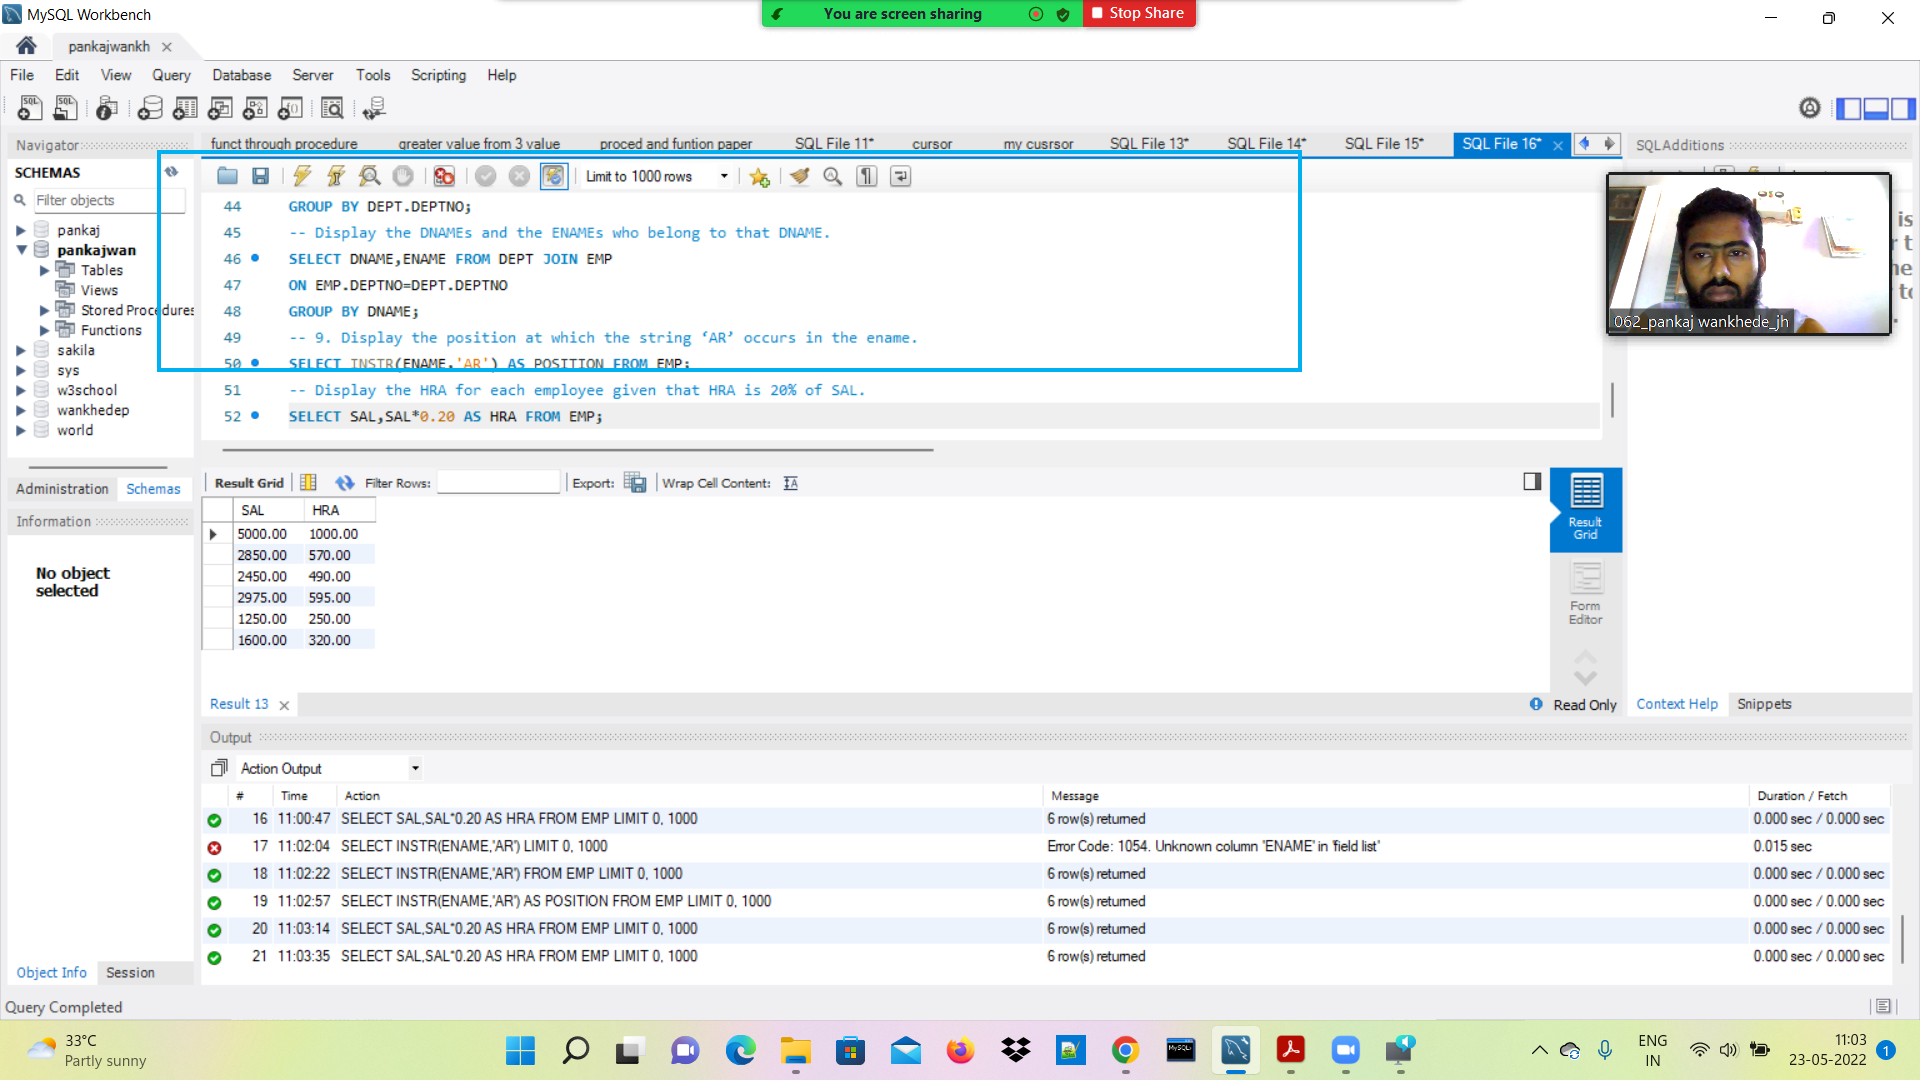 MySQL Workbench
You are screen sharing
Stop Share
pankajwankh
File Edit View Query Database Server Tools Scripting Help
Navigator
funct through procedure greater value from 3 value proced and funtion paper SQL File 11* cursor my cusrsor SQL File 13* SQL File 14* SQL File 15* SQL File 16*
SQLAdditions
SCHEMAS
Limit to 1000 rows
Filter objects
pankaj
pankajwan
Tables
Views
Stored Procedures
Functions
sakila
sys
w3school
wankhedep
world
44 GROUP BY DEPT.DEPTNO;
45 -- Display the DNAMEs and the ENAMEs who belong to that DNAME.
46 SELECT DNAME,ENAME FROM DEPT JOIN EMP
47 ON EMP.DEPTNO=DEPT.DEPTNO
48 GROUP BY DNAME;
49 -- 9. Display the position at which the string ‘AR’ occurs in the ename.
50 SELECT INSTR(ENAME,'AR') AS POSITION FROM EMP;
51 -- Display the HRA for each employee given that HRA is 20% of SAL.
52 SELECT SAL,SAL*0.20 AS HRA FROM EMP;
062_pankaj wankhede_jh
Administration Schemas
Information
No object
selected
Result Grid Filter Rows: Export: Wrap Cell Content:
SAL HRA
5000.00 1000.00
2850.00 570.00
2450.00 490.00
2975.00 595.00
1250.00 250.00
1600.00 320.00
Result
Grid
Form
Editor
Result 13
Read Only
Context Help Snippets
Output
Action Output
# Time Action Message Duration / Fetch
16 11:00:47 SELECT SAL,SAL*0.20 AS HRA FROM EMP LIMIT 0, 1000 6 row(s) returned 0.000 sec / 0.000 sec
17 11:02:04 SELECT INSTR(ENAME,'AR') LIMIT 0, 1000 Error Code: 1054. Unknown column 'ENAME' in 'field list' 0.015 sec
18 11:02:22 SELECT INSTR(ENAME,'AR') FROM EMP LIMIT 0, 1000 6 row(s) returned 0.000 sec / 0.000 sec
19 11:02:57 SELECT INSTR(ENAME,'AR') AS POSITION FROM EMP LIMIT 0, 1000 6 row(s) returned 0.000 sec / 0.000 sec
20 11:03:14 SELECT SAL,SAL*0.20 AS HRA FROM EMP LIMIT 0, 1000 6 row(s) returned 0.000 sec / 0.000 sec
21 11:03:35 SELECT SAL,SAL*0.20 AS HRA FROM EMP LIMIT 0, 1000 6 row(s) returned 0.000 sec / 0.000 sec
Object Info Session
Query Completed
33°C
Partly sunny
ENG
IN
11:03
23-05-2022
1